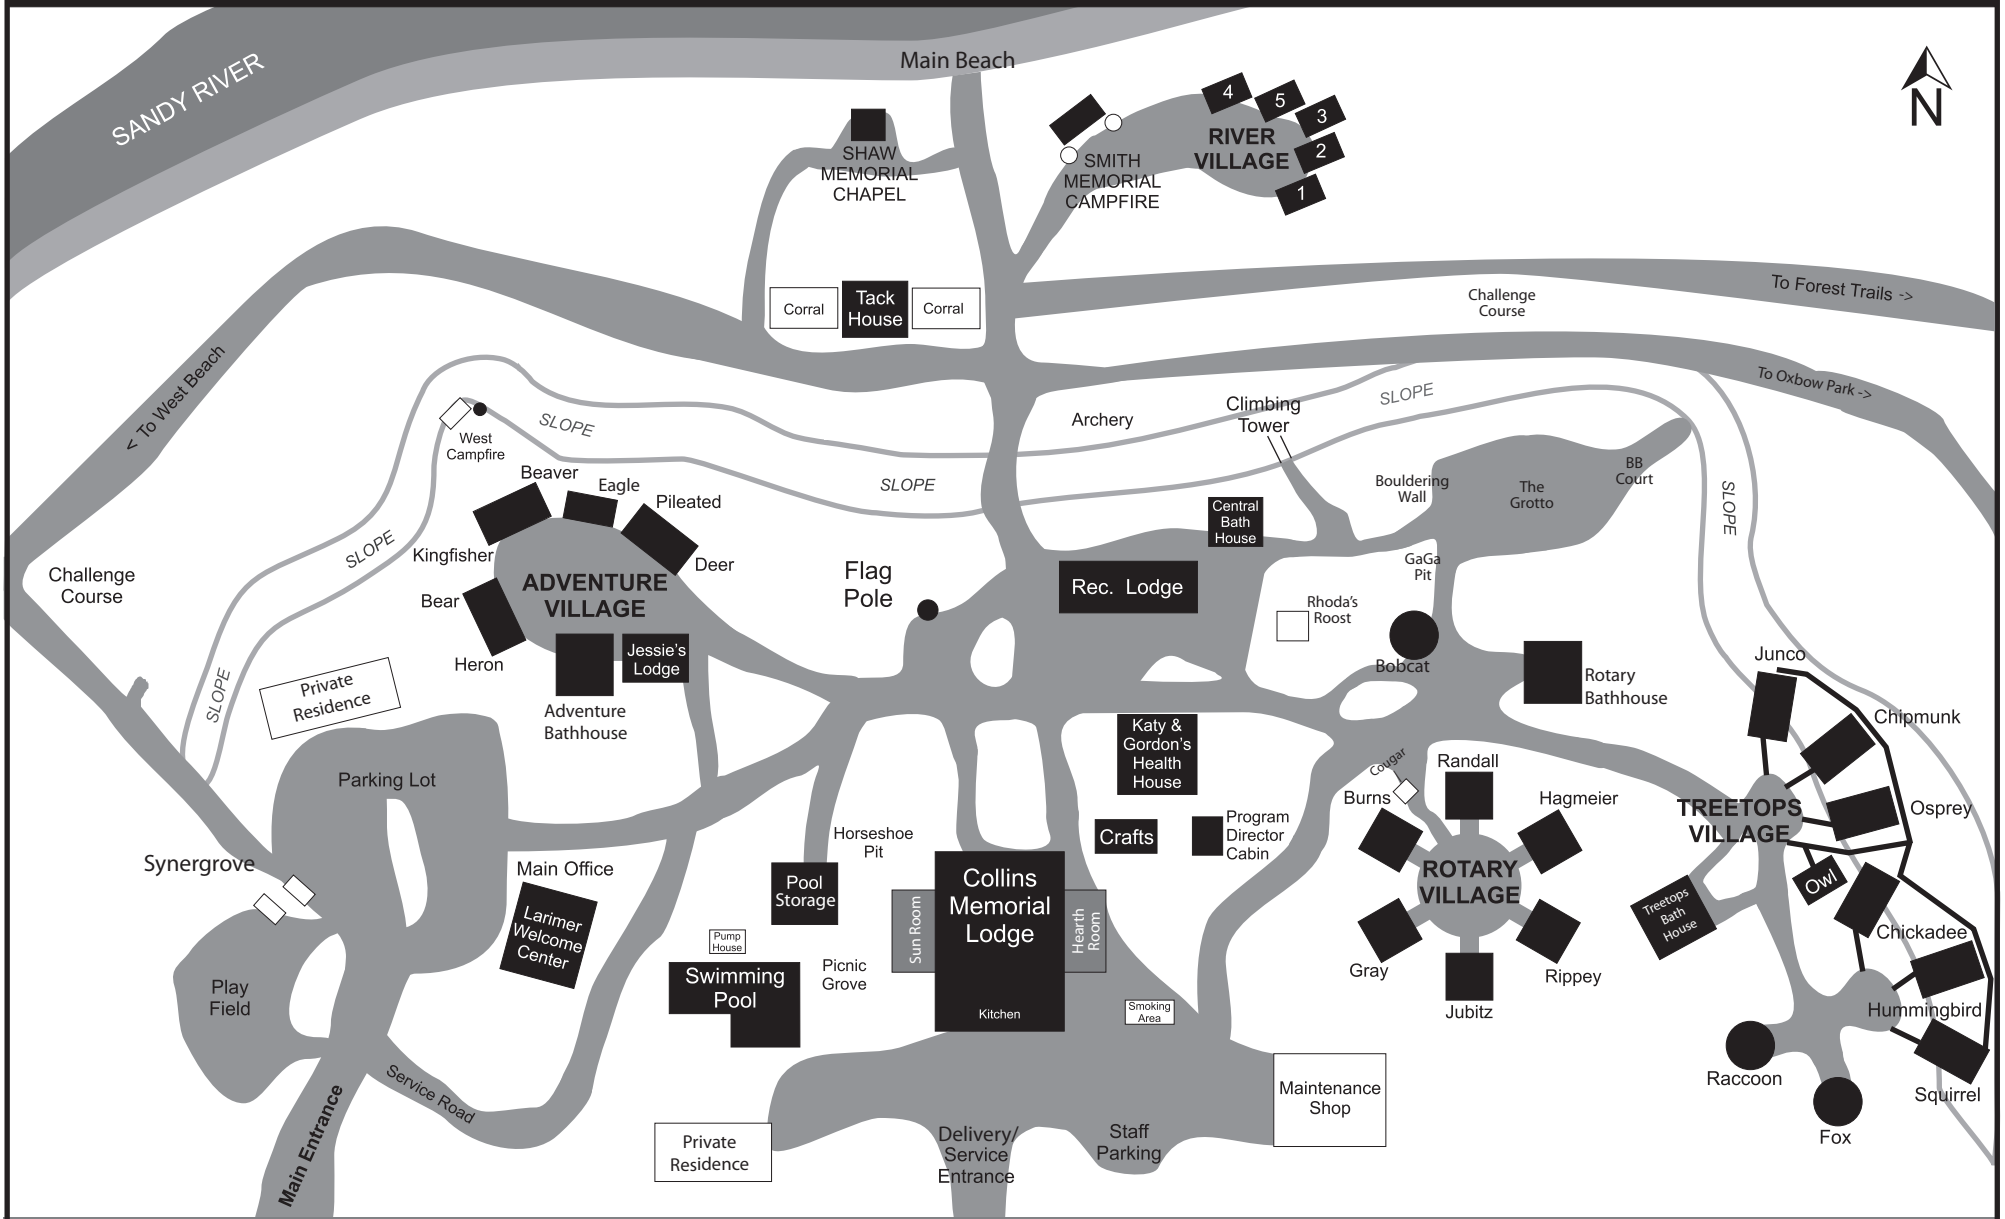 Main Beach
SANDY RIVER
N
4
5
3
2
1
RIVER
VILLAGE
SHAW
MEMORIAL
CHAPEL
SMITH
MEMORIAL
CAMPFIRE
Corral
Tack
House
Corral
Challenge
Course
To Forest Trails ->
< To West Beach
To Oxbow Park ->
SLOPE
Climbing
Tower
Archery
West
Campfire
SLOPE
SLOPE
Beaver
Eagle
Pileated
Kingfisher
Deer
SLOPE
Bouldering
Wall
The
Grotto
BB
Court
SLOPE
Central
Bath
House
GaGa
Pit
Challenge
Course
Bear
Heron
ADVENTURE
VILLAGE
Jessie's
Lodge
Adventure
Bathhouse
Flag
Pole
Rec. Lodge
Rhoda's
Roost
Bobcat
Rotary
Bathhouse
Junco
Chipmunk
SLOPE
Private
Residence
Parking Lot
Katy &
Gordon's
Health
House
Cougar
Randall
Burns
Hagmeier
TREETOPS
VILLAGE
Osprey
Synergrove
Main Office
Larimer
Welcome
Center
Horseshoe
Pit
Pool
Storage
Crafts
Program
Director
Cabin
Collins
Memorial
Lodge
Sun Room
Hearth
Room
Kitchen
ROTARY
VILLAGE
Gray
Rippey
Jubitz
Owl
Treetops
Bath
House
Chickadee
Hummingbird
Pump
House
Swimming
Pool
Picnic
Grove
Smoking
Area
Play
Field
Raccoon
Squirrel
Fox
Service Road
Main Entrance
Private
Residence
Delivery/
Service
Entrance
Staff
Parking
Maintenance
Shop